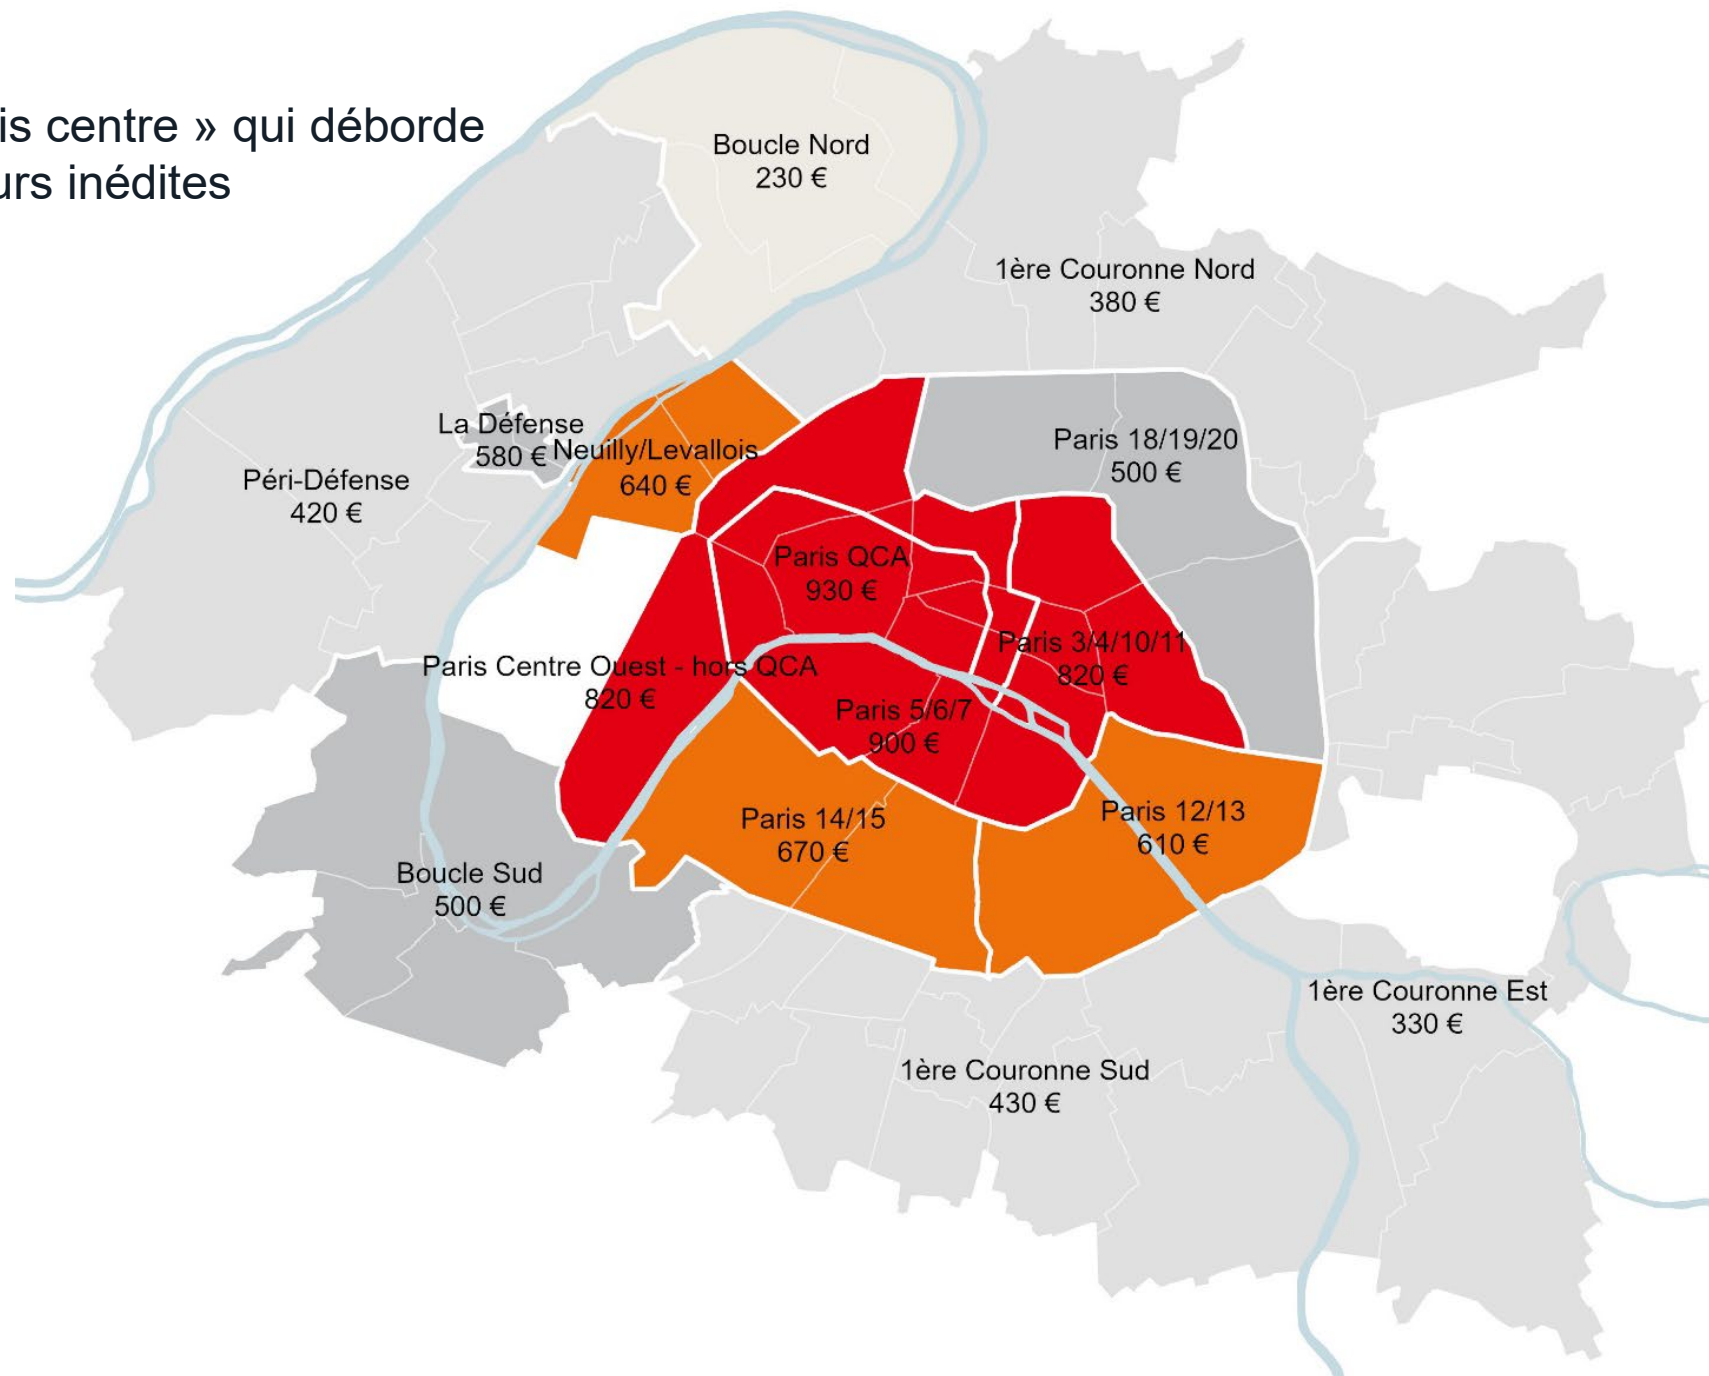 is centre » qui déborde
urs inédites
Boucle Nord
230 €
1ère Couronne Nord
380 €
La Défense
580 €
Neuilly/Levallois
640 €
Paris 18/19/20
500 €
Péri-Défense
420 €
Paris QCA
930 €
Paris 3/4/10/11
820 €
Paris Centre Ouest - hors QCA
820 €
Paris 5/6/7
900 €
Paris 14/15
670 €
Paris 12/13
610 €
Boucle Sud
500 €
1ère Couronne Est
330 €
1ère Couronne Sud
430 €